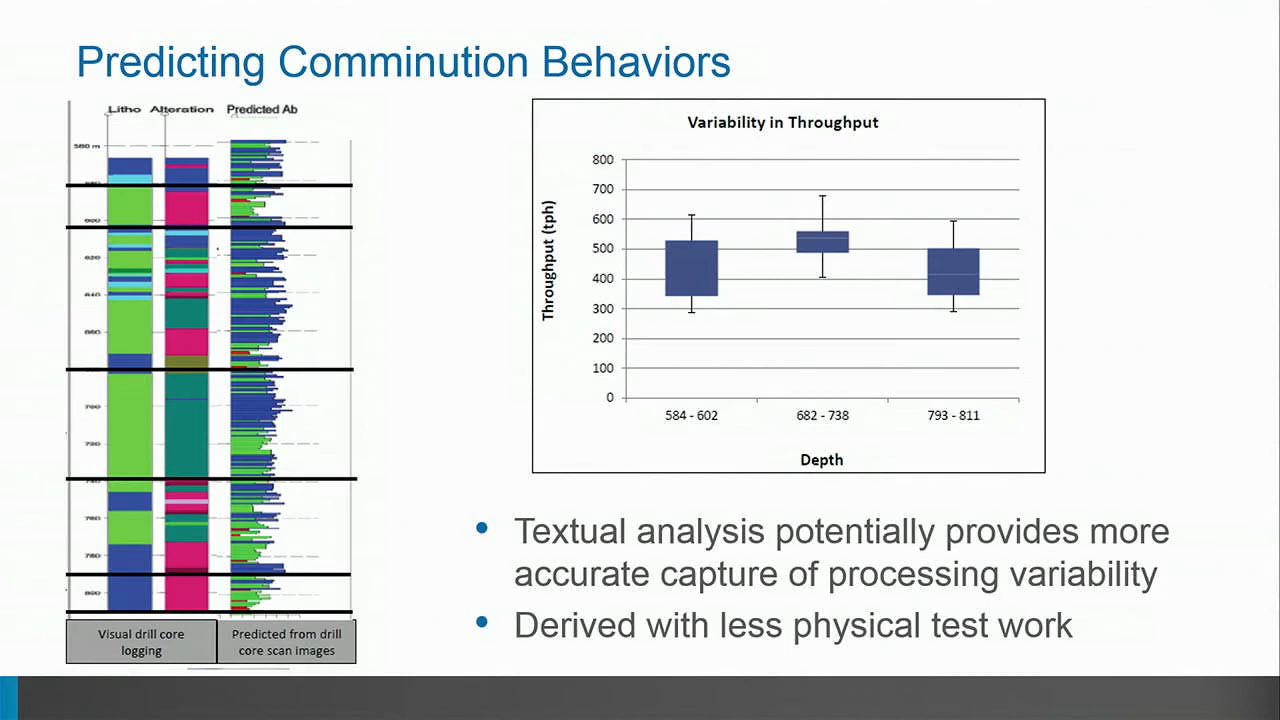 Predicting Comminution Behaviors
Litho Alteration Predicted Ab
580 m
600
620
640
700
720
760
780
800
Visual drill core
logging
Predicted from drill
core scan images
Variability in Throughput
Throughput (tph)
800
700
600
500
400
300
200
100
0
584 - 602
682 - 738
793 - 811
Depth
• Textual analysis potentially provides more
accurate capture of processing variability
• Derived with less physical test work